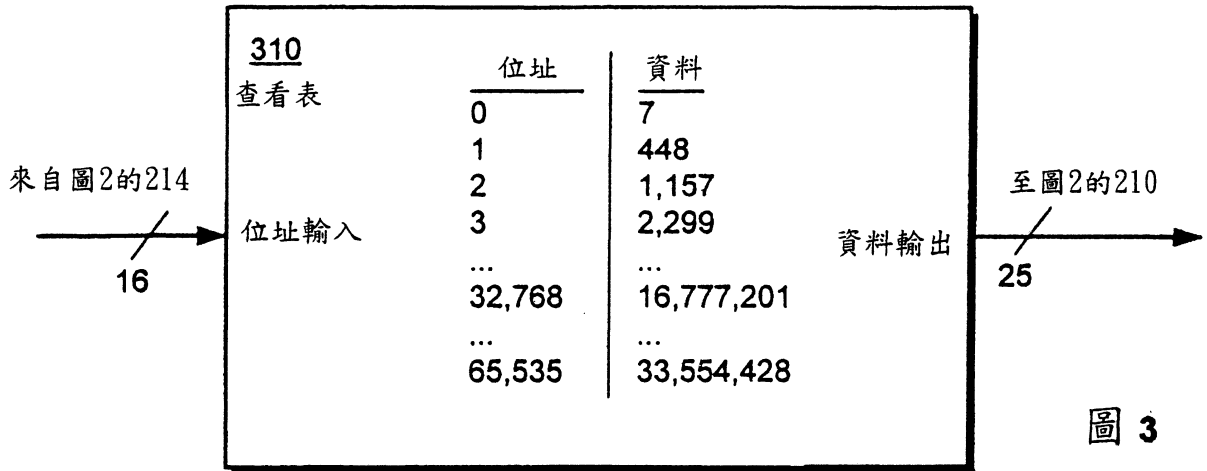 310
查看表
位址 資料
0 7
1 448
2 1,157
3 2,299
... ...
32,768 16,777,201
... ...
65,535 33,554,428
來自圖2的214
16
位址輸入
資料輸出
至圖2的210
25
圖 3